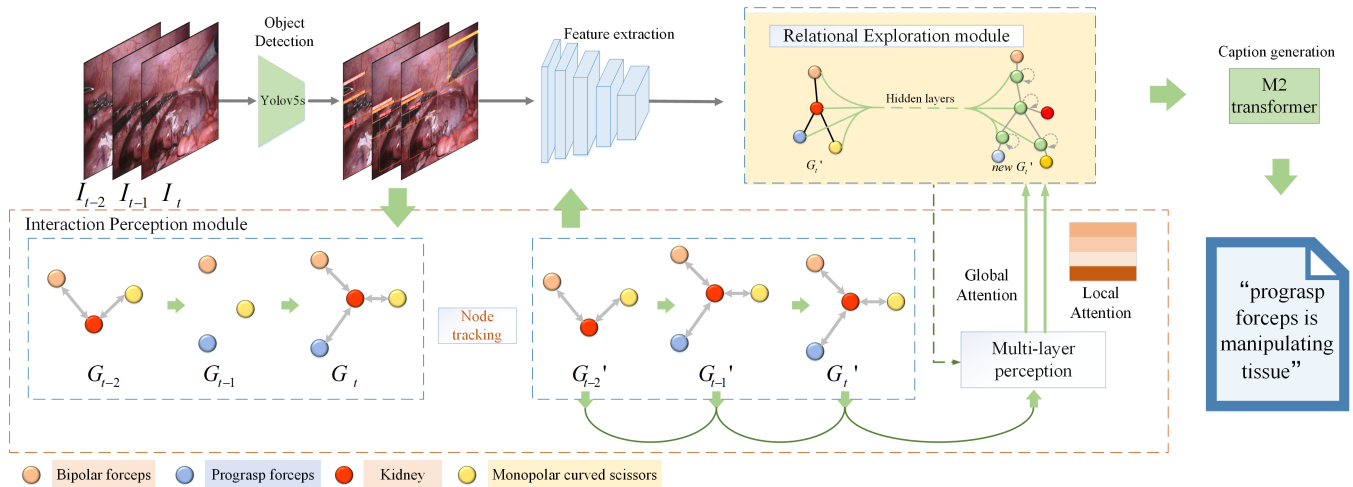 Object
Detection
Yolov5s
Feature extraction
Relational Exploration module
Hidden layers
G_t'
new G_t'
Caption generation
M2
transformer
I_{t-2} I_{t-1} I_t
Interaction Perception module
G_{t-2} G_{t-1} G_t
Node
tracking
G_{t-2}' G_{t-1}' G_t'
Global
Attention
Local
Attention
Multi-layer
perception
“prograsp
forceps is
manipulating
tissue”
Bipolar forceps
Prograsp forceps
Kidney
Monopolar curved scissors